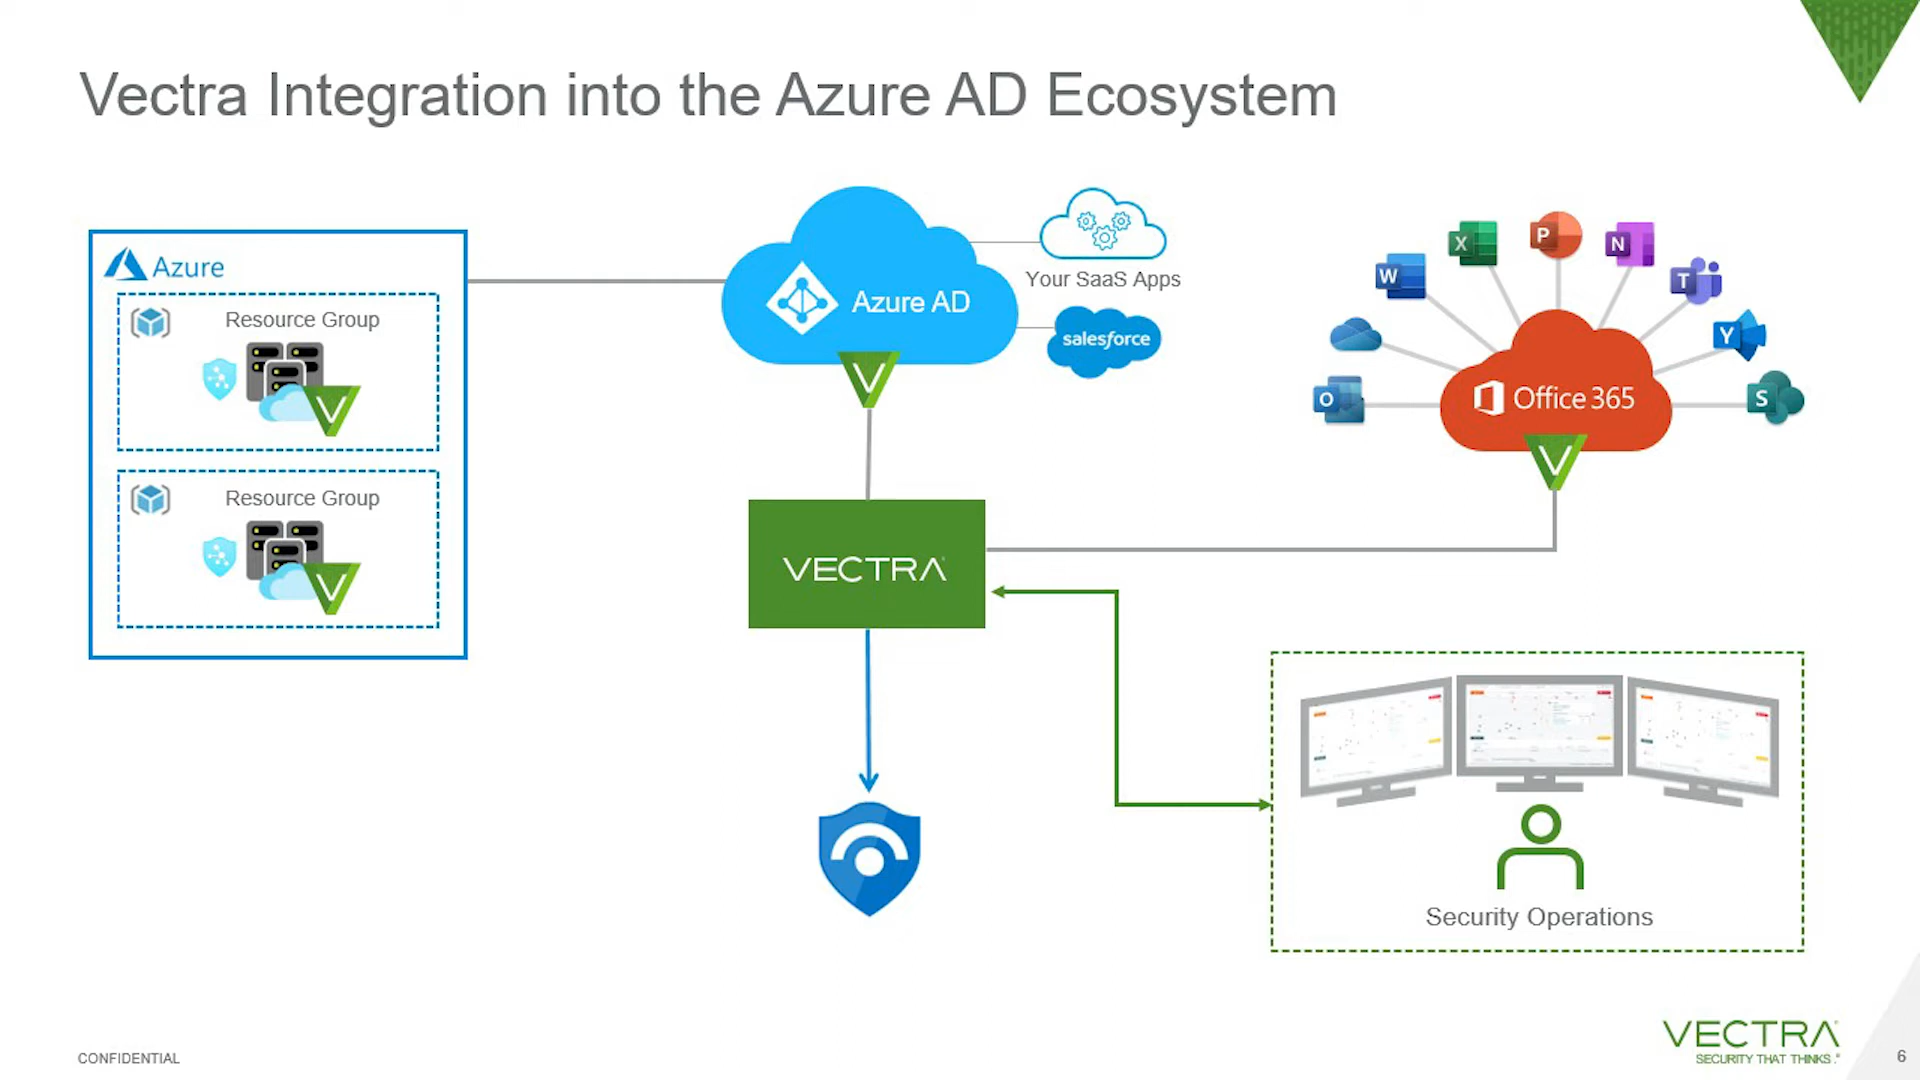 Vectra Integration into the Azure AD Ecosystem
Azure
Resource Group
V
Resource Group
V
Azure AD
V
Your SaaS Apps
salesforce
O
W
X
P
N
T
Y
S
Office 365
V
VECTRA
Security Operations
CONFIDENTIAL
VECTRA
SECURITY THAT THINKS.®
6